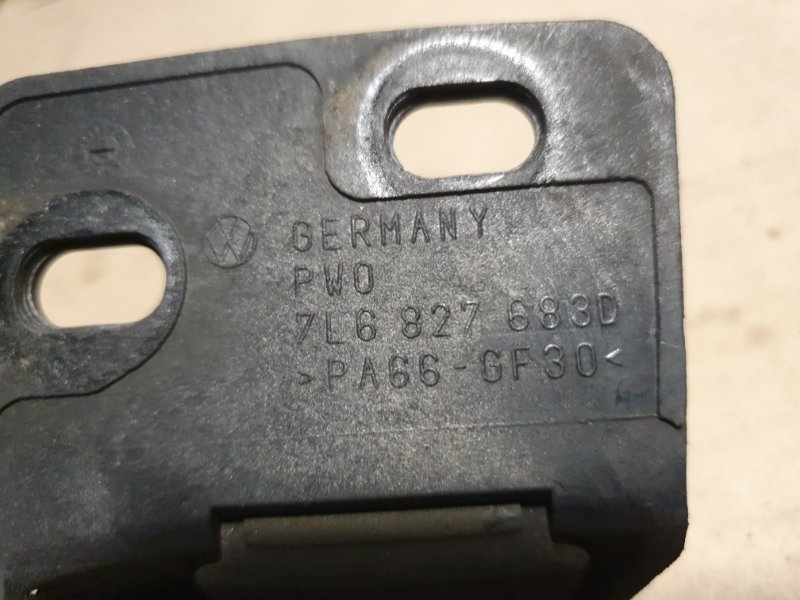 GERMANY
PWO
7L6 827 683D
>PA66-GF30<